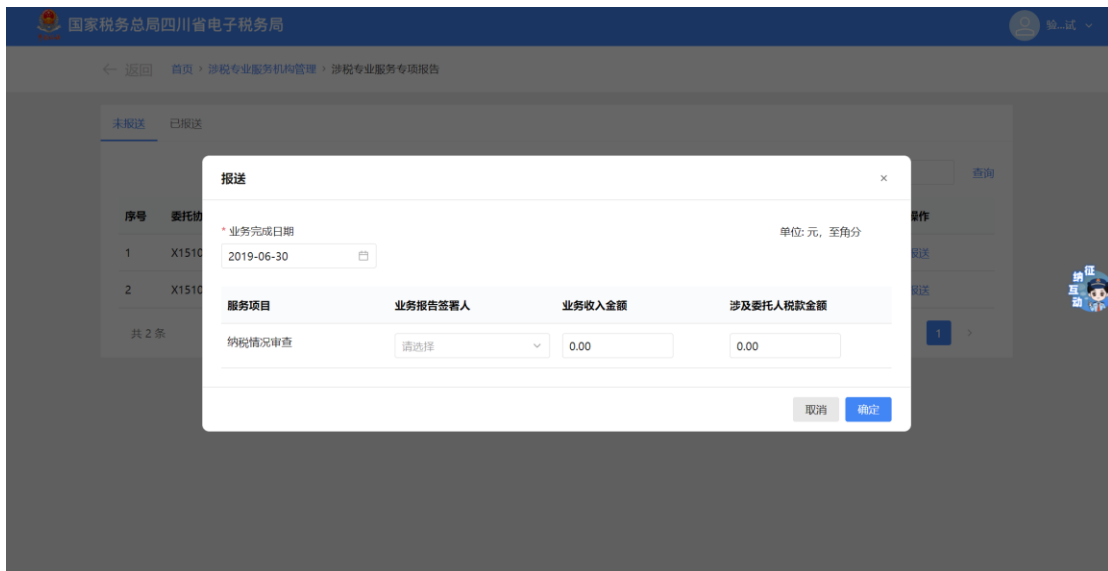 国家税务总局四川省电子税务局
验...试
← 返回 首页 > 涉税专业服务机构管理 > 涉税专业服务专项报告
未报送 已报送
查询
报送 ×
序号 委托协 操作
* 业务完成日期 单位: 元，至角分
2019-06-30
1 X1510 报送
2 X1510 报送
服务项目 业务报告签署人 业务收入金额 涉及委托人税款金额
纳税情况审查 请选择 0.00 0.00
共 2 条 1 >
取消 确定
征纳互动